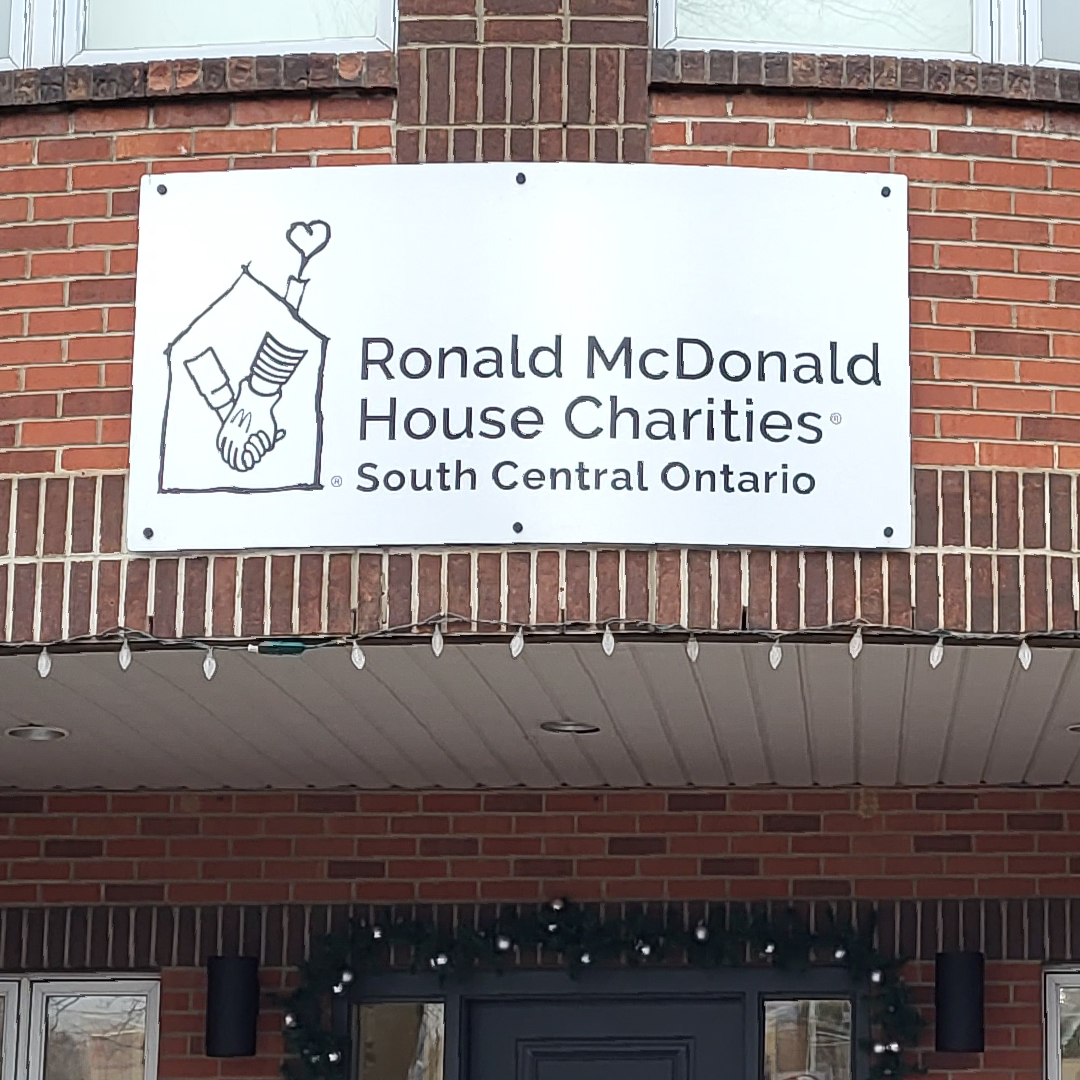 Ronald McDonald
House Charities®
® South Central Ontario